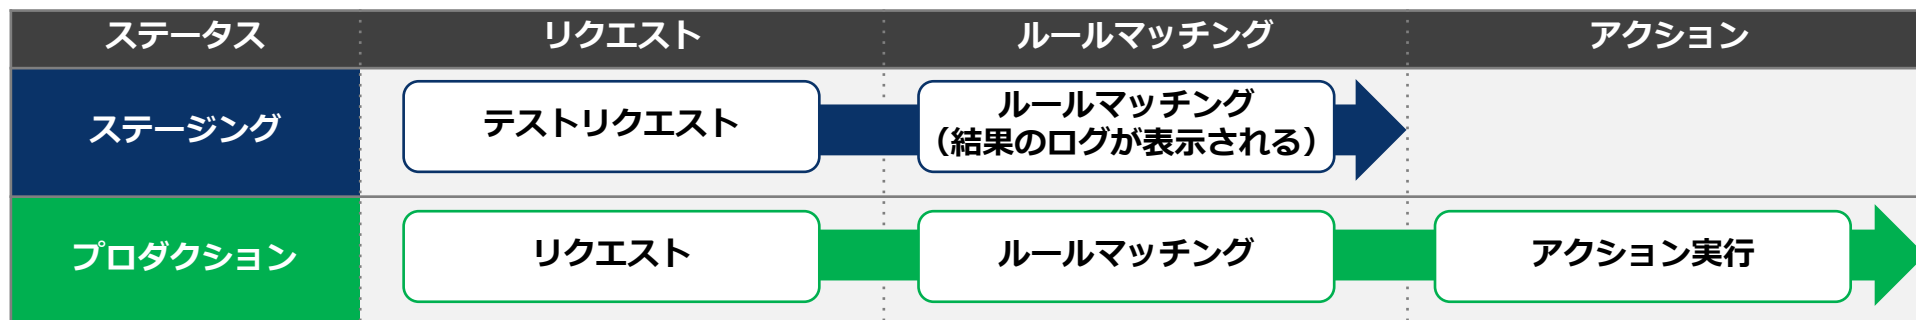 ステータス
リクエスト
ルールマッチング
アクション
ステージング
テストリクエスト
ルールマッチング
（結果のログが表示される）
プロダクション
リクエスト
ルールマッチング
アクション実行